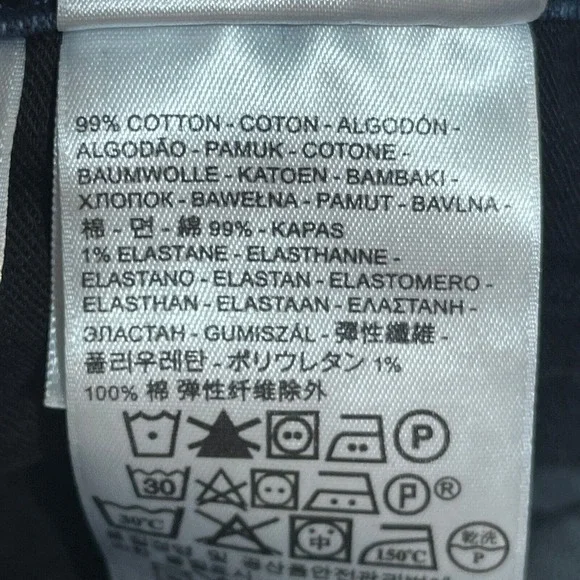 99% COTTON - COTON - ALGODÓN -
ALGODÃO - PAMUK - COTONE -
BAUMWOLLE - KATOEN - BAMBAKI -
ХЛОПОК - BAWEŁNA - PAMUT - BAVLNA -
棉 - 면 - 綿 99% - KAPAS
1% ELASTANE - ELASTHANNE -
ELASTANO - ELASTAN - ELASTOMERO -
ELASTHAN - ELASTAAN - ΕΛΑΣΤΑΝΗ -
ЭЛАСТАН - GUMISZÁL - 彈性纖維 -
폴리우레탄 - ポリウレタン 1%
100% 棉 弹性纤维除外
P
30 P ®
30℃ 中 150℃ 乾洗 P